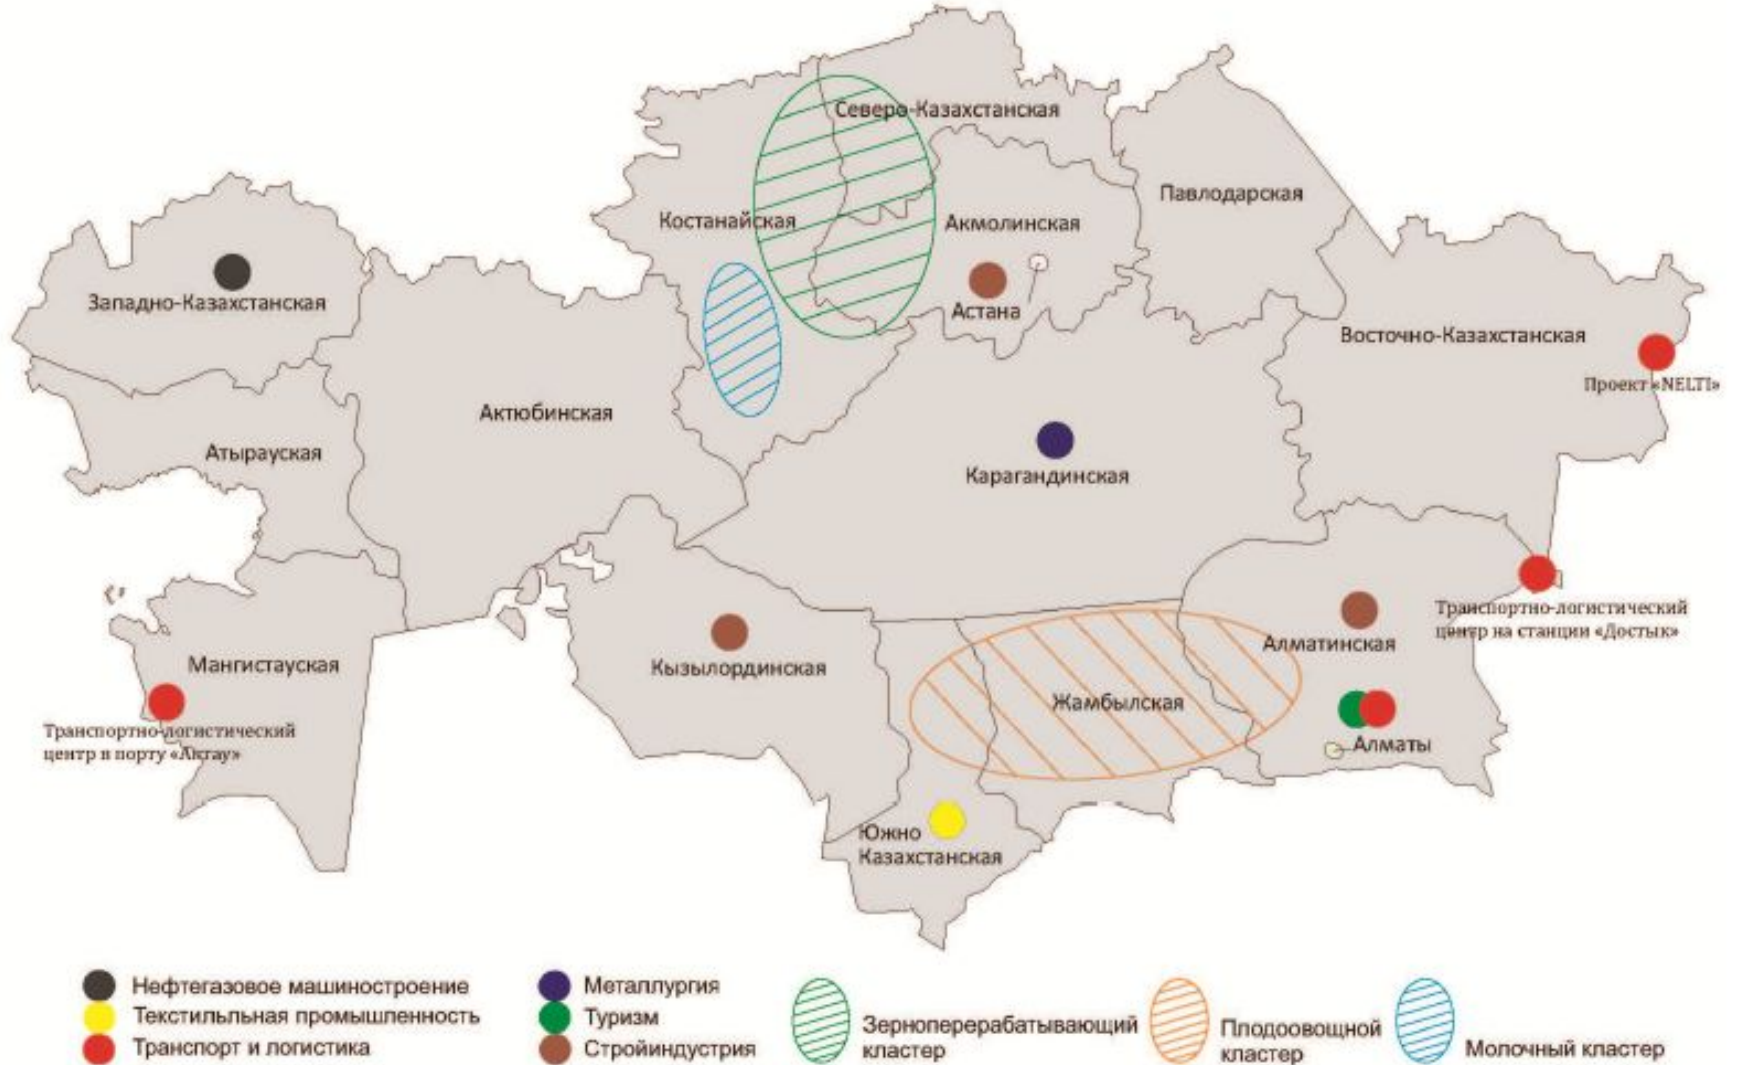 Северо-Казахстанская
Павлодарская
Костанайская
Акмолинская
Западно-Казахстанская
Астана
Восточно-Казахстанская
Проект «NELTI»
Актюбинская
Атырауская
Карагандинская
Транспортно-логистический
центр на станции «Достык»
Алматинская
Мангистауская
Кызылординская
Жамбылская
Транспортно-логистический
центр в порту «Актау»
Алматы
Южно
Казахстанская
Нефтегазовое машиностроение
Текстильльная промышленность
Транспорт и логистика
Металлургия
Туризм
Стройиндустрия
Зерноперерабатывающий
кластер
Плодоовощной
кластер
Молочный кластер